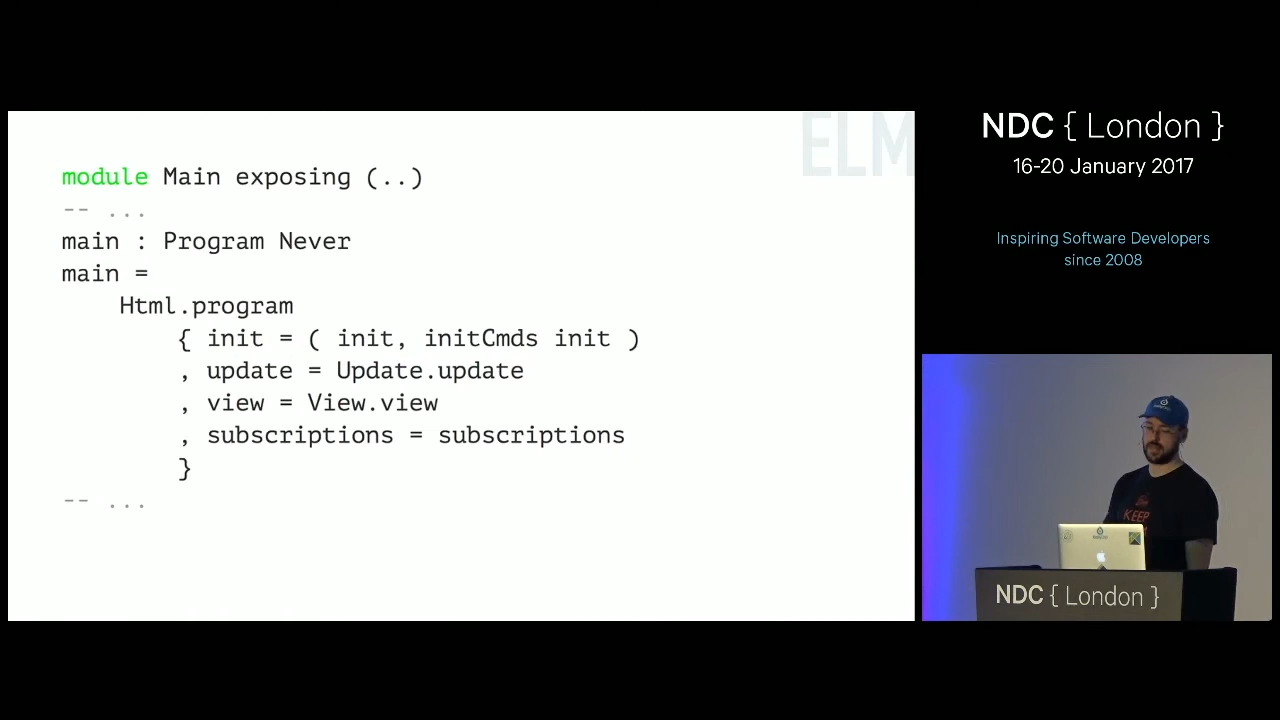 ELM
module Main exposing (..)
-- ...
main : Program Never
main =
    Html.program
        { init = ( init, initCmds init )
        , update = Update.update
        , view = View.view
        , subscriptions = subscriptions
        }
-- ...
NDC { London }
16-20 January 2017
Inspiring Software Developers
since 2008
KEEP
NDC { London }